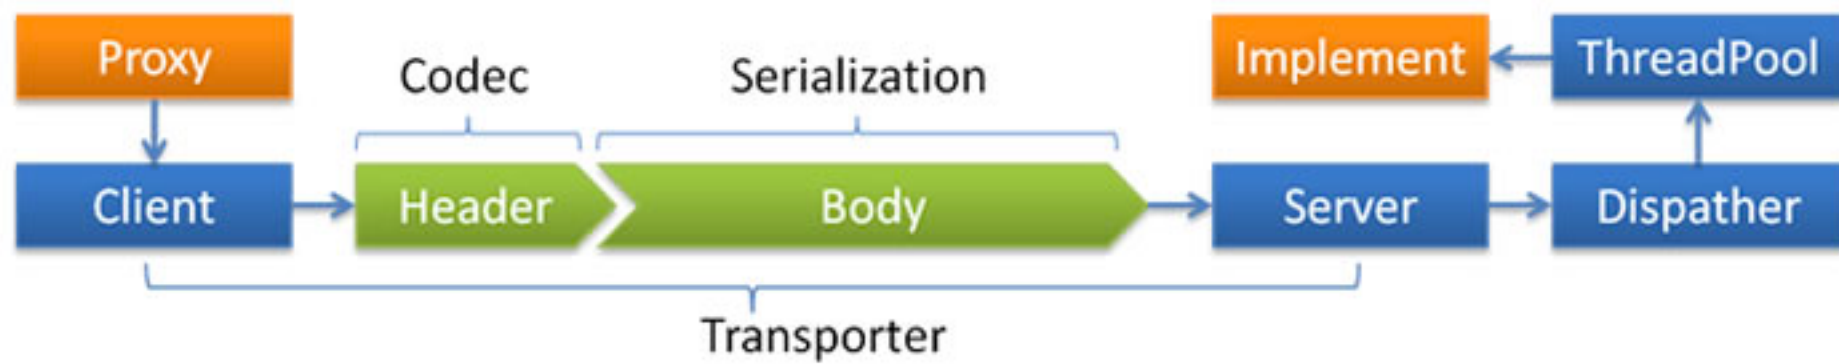 Proxy
Implement
ThreadPool
Codec
Serialization
Client
Header
Body
Server
Dispather
Transporter